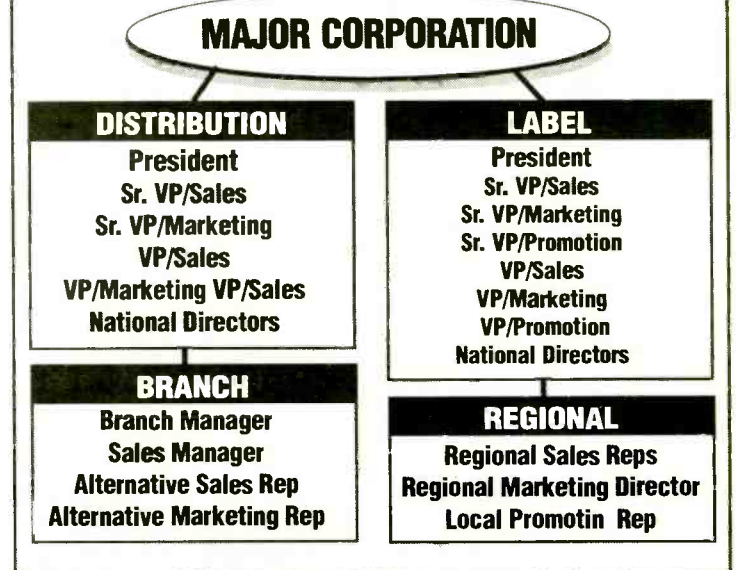 MAJOR CORPORATION
DISTRIBUTION
President
Sr. VP/Sales
Sr. VP/Marketing
VP/Sales
VP/Marketing VP/Sales
National Directors
BRANCH
Branch Manager
Sales Manager
Alternative Sales Rep
Alternative Marketing Rep
LABEL
President
Sr. VP/Sales
Sr. VP/Marketing
Sr. VP/Promotion
VP/Sales
VP/Marketing
VP/Promotion
National Directors
REGIONAL
Regional Sales Reps
Regional Marketing Director
Local Promotin Rep